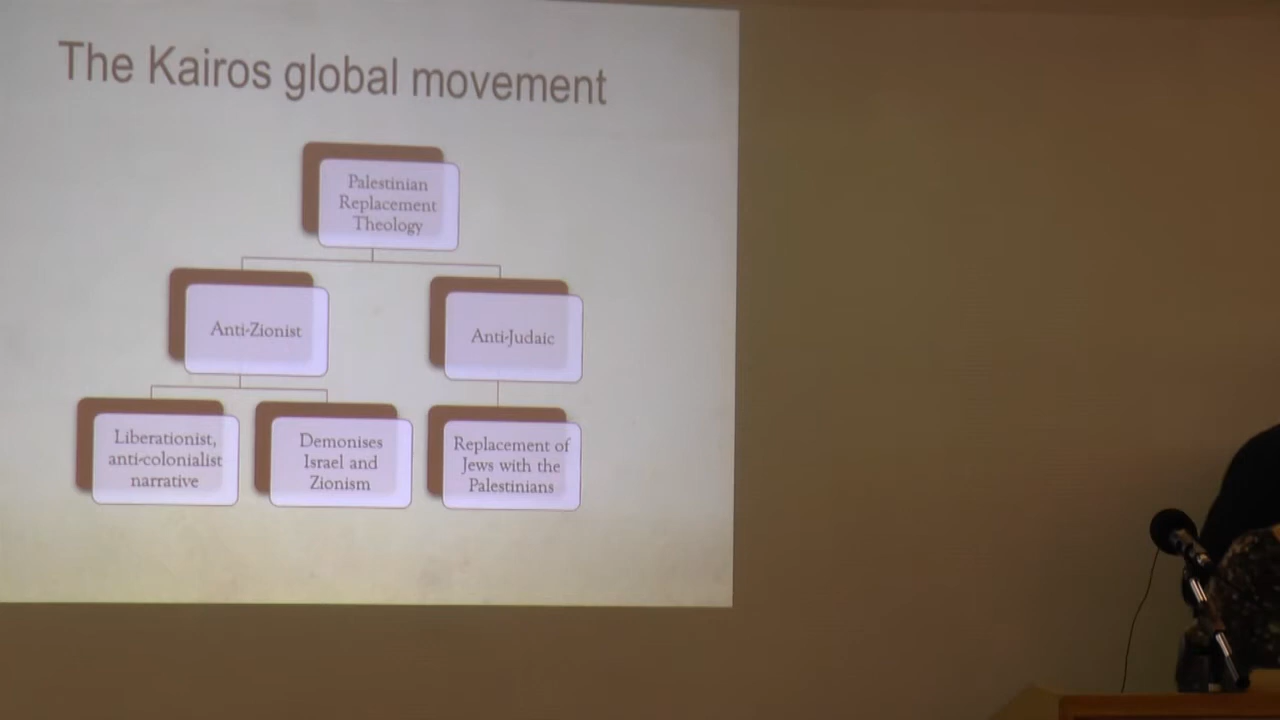 The Kairos global movement
Palestinian
Replacement
Theology
Anti-Zionist
Anti-Judaic
Liberationist,
anti-colonialist
narrative
Demonises
Israel and
Zionism
Replacement of
Jews with the
Palestinians